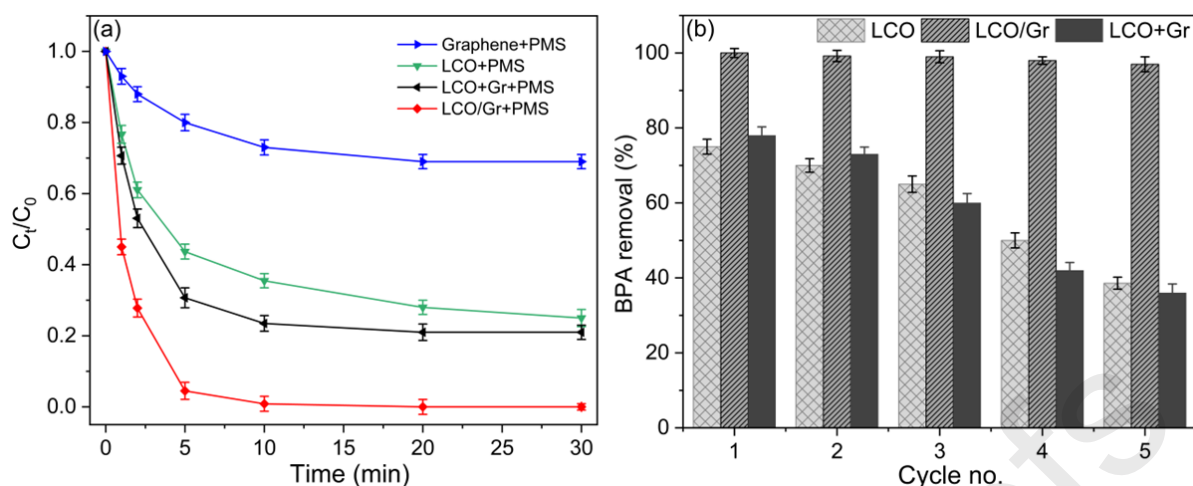 (a)
Graphene+PMS
LCO+PMS
LCO+Gr+PMS
LCO/Gr+PMS
1.0
0.8
0.6
0.4
0.2
0.0
Cₜ/C₀
0 5 10 15 20 25 30
Time (min)
(b) LCO LCO/Gr LCO+Gr
100
80
60
40
20
0
BPA removal (%)
1 2 3 4 5
Cycle no.